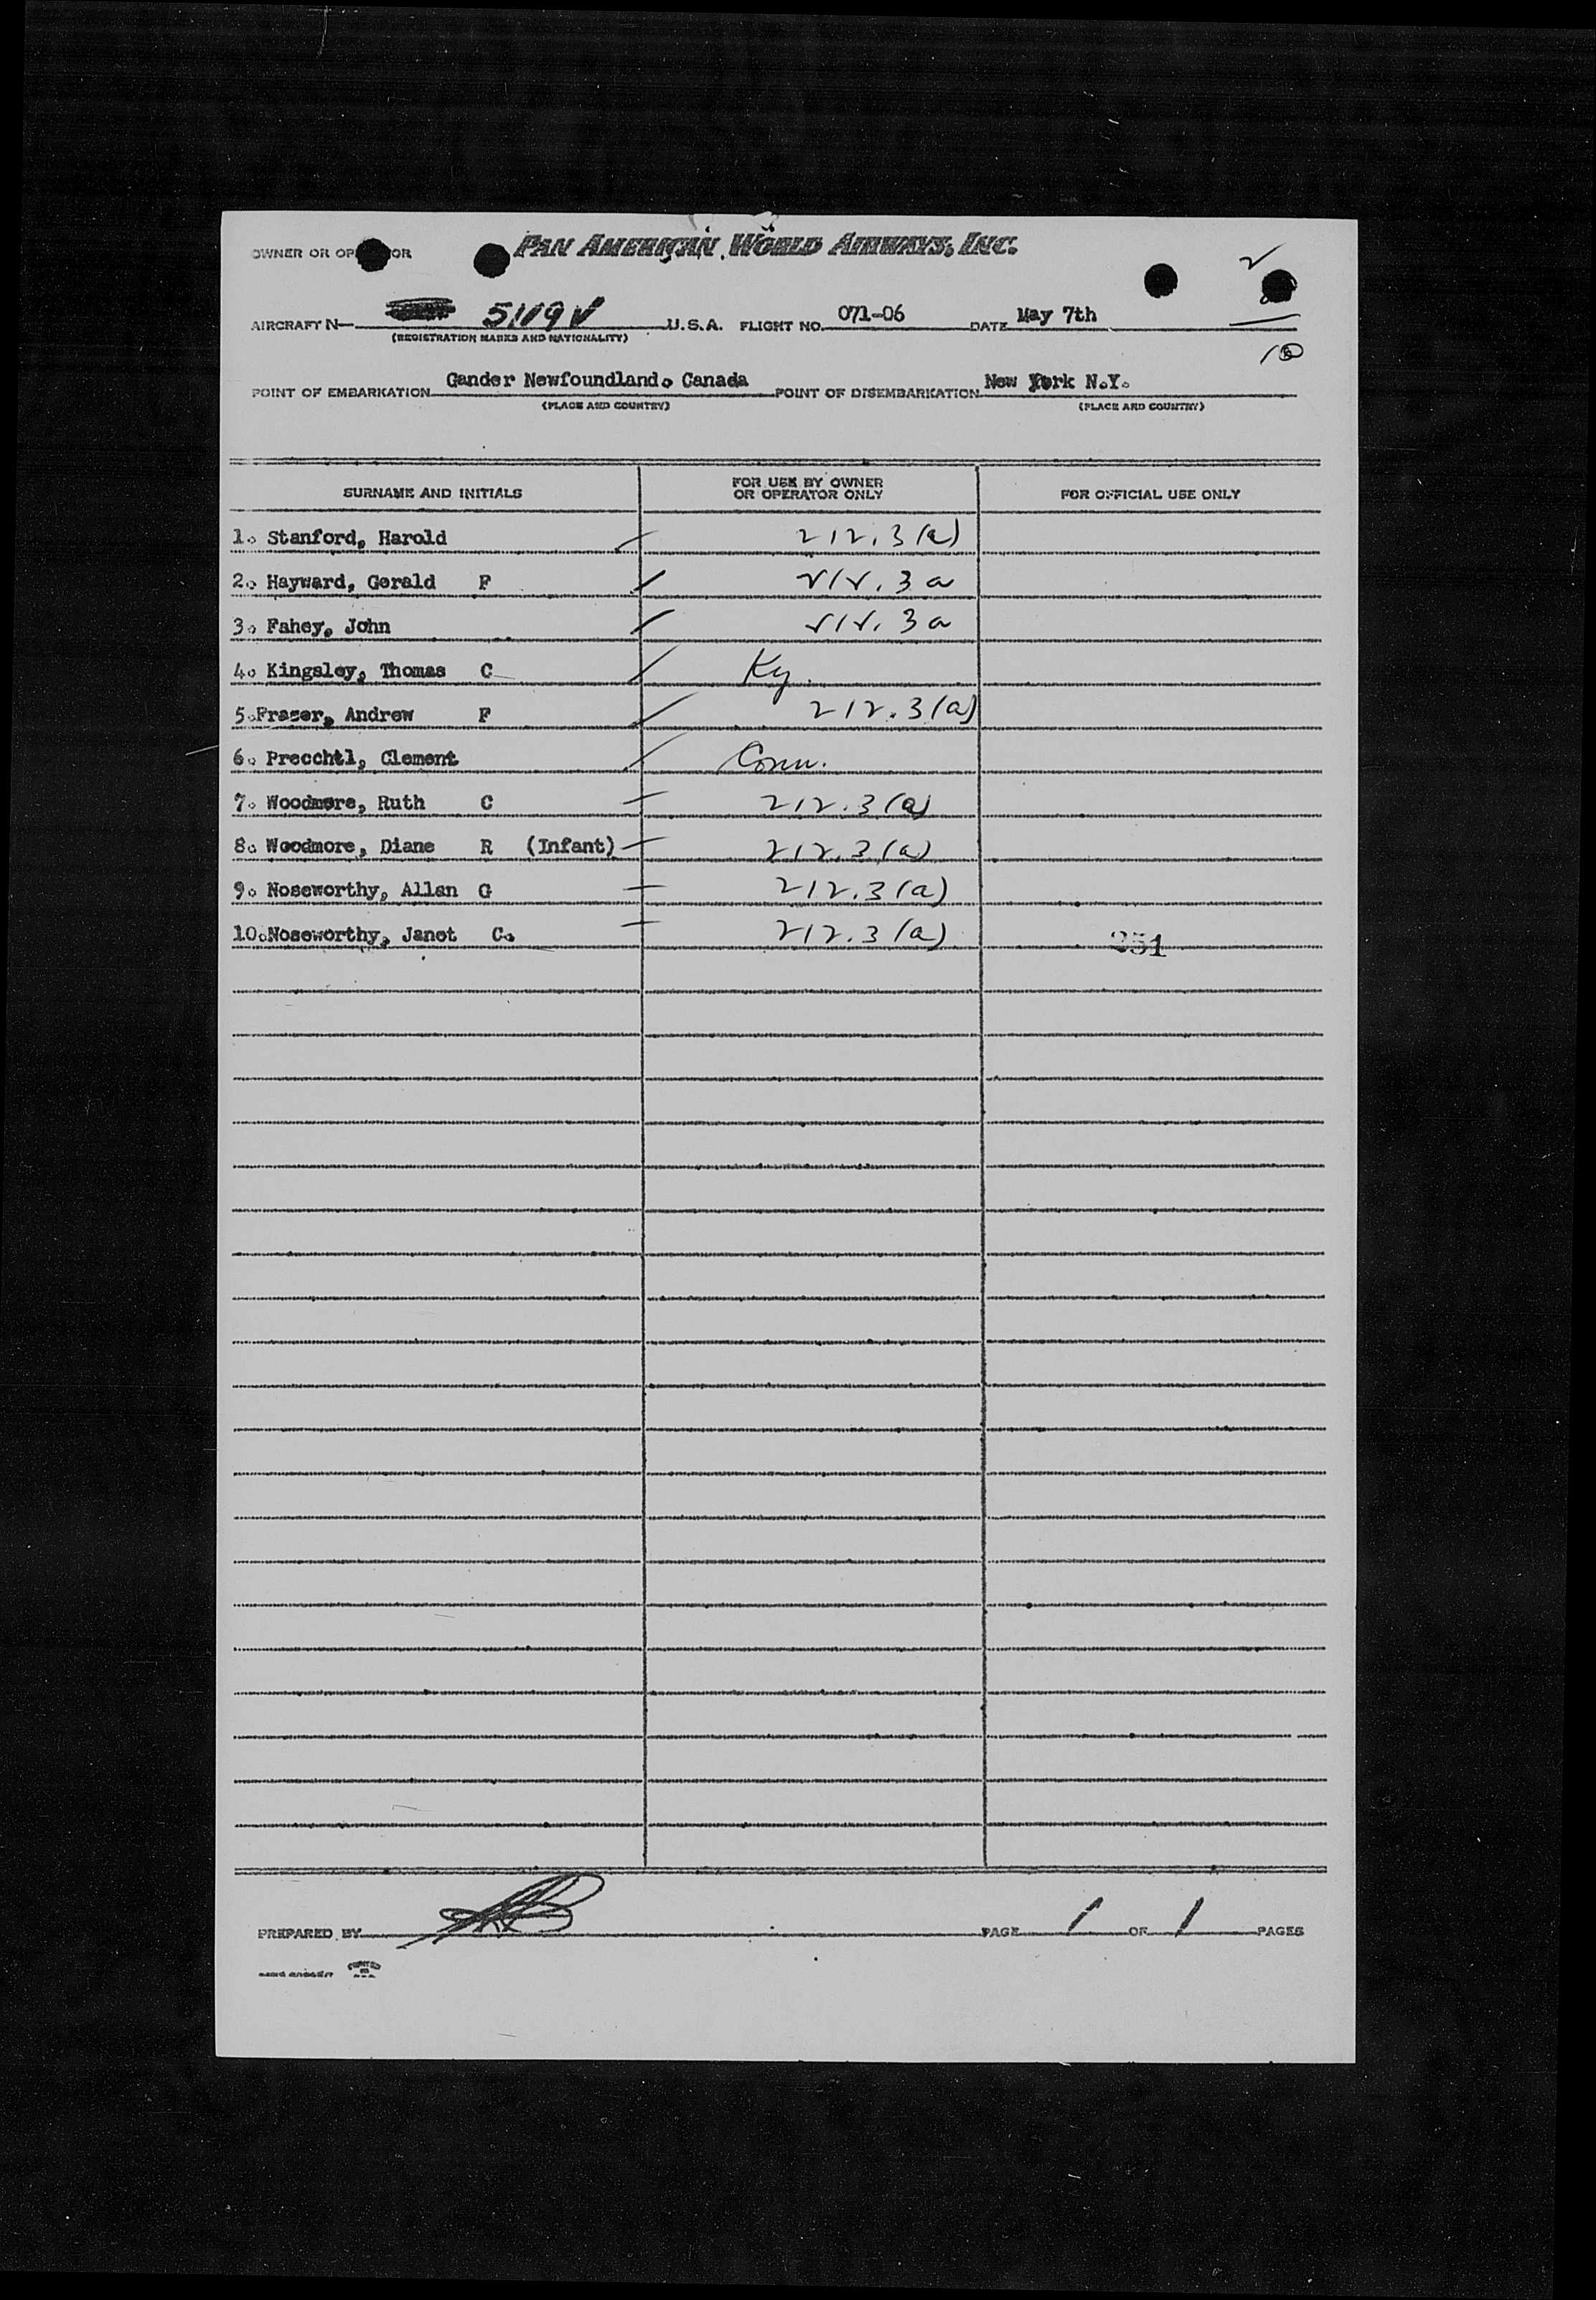 OWNER OR OPERATOR PAN AMERICAN WORLD AIRWAYS, INC.
AIRCRAFT N— U.S.A. FLIGHT NO. 071-06 DATE May 7th
(REGISTRATION MARKS AND NATIONALITY)
10
POINT OF EMBARKATION Gander Newfoundland. Canada POINT OF DISEMBARKATION New York N.Y.
(PLACE AND COUNTRY) (PLACE AND COUNTRY)
SURNAME AND INITIALS FOR USE BY OWNER OR OPERATOR ONLY FOR OFFICIAL USE ONLY
1. Stanford, Harold 212.3(a)
2. Hayward, Gerald F 212.3a
3. Fahey, John 212.3a
4. Kingsley, Thomas C Ky.
5. Fraser, Andrew F 212.3(a)
6. Precchtl, Clement Conn.
7. Woodmore, Ruth C 212.3(a)
8. Woodmore, Diane R (Infant) 212.3(a)
9. Noseworthy, Allan G 212.3(a)
10. Noseworthy, Janet C. 212.3(a) 251
PREPARED BY PAGE 1 OF 1 PAGES